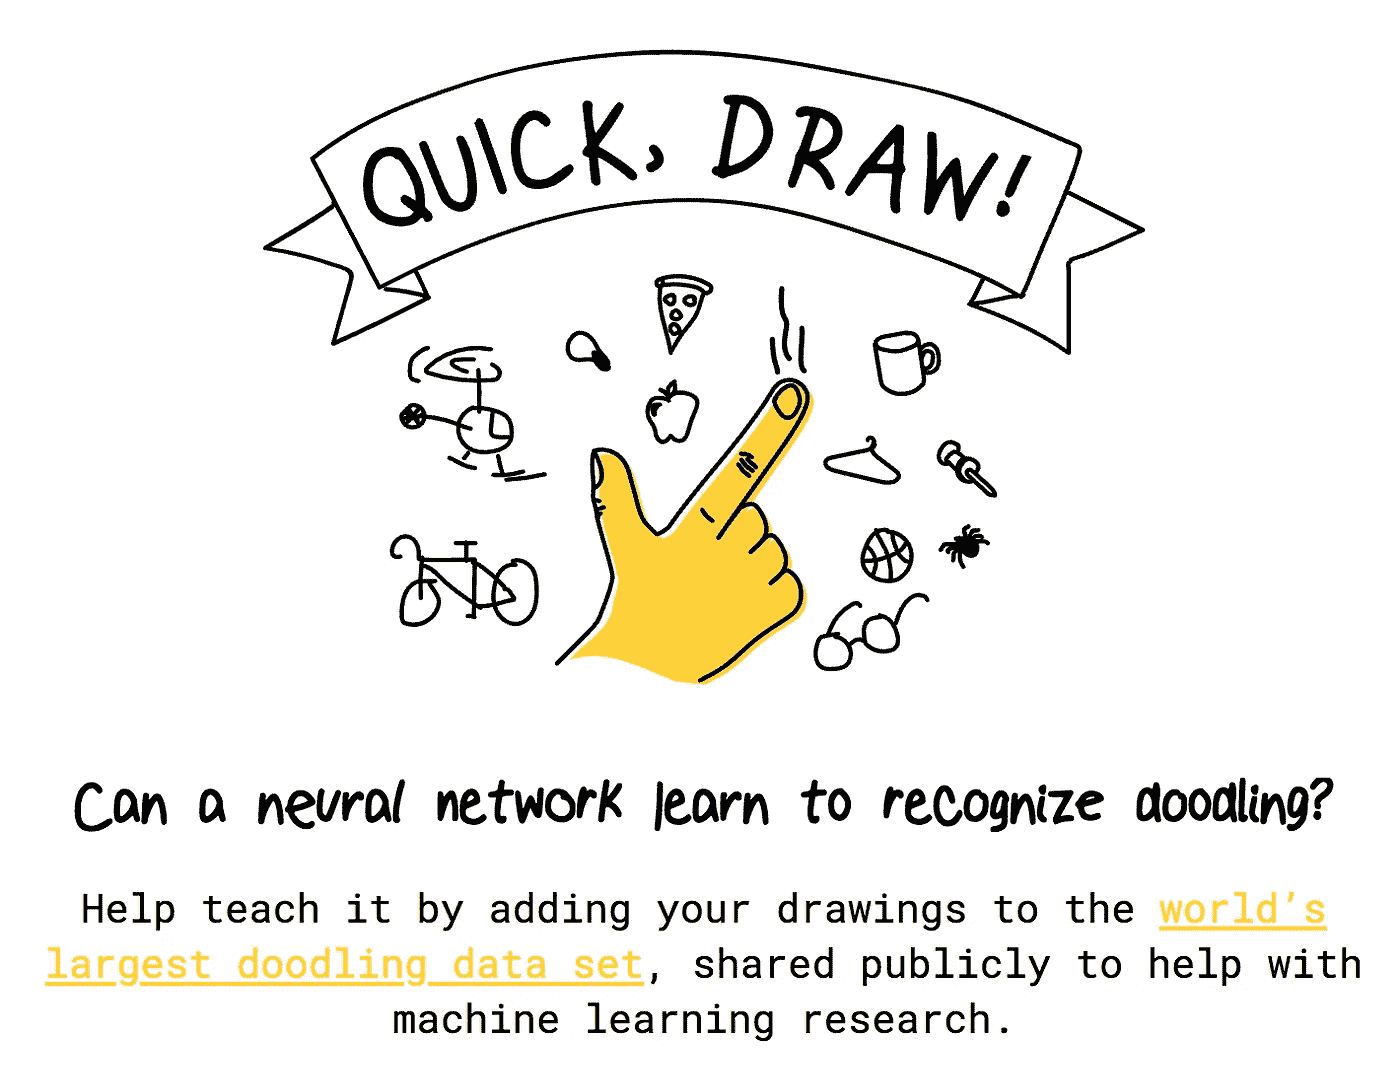 QUICK, DRAW!
Can a neural network learn to recognize doodling?
Help teach it by adding your drawings to the world’s
largest doodling data set, shared publicly to help with
machine learning research.